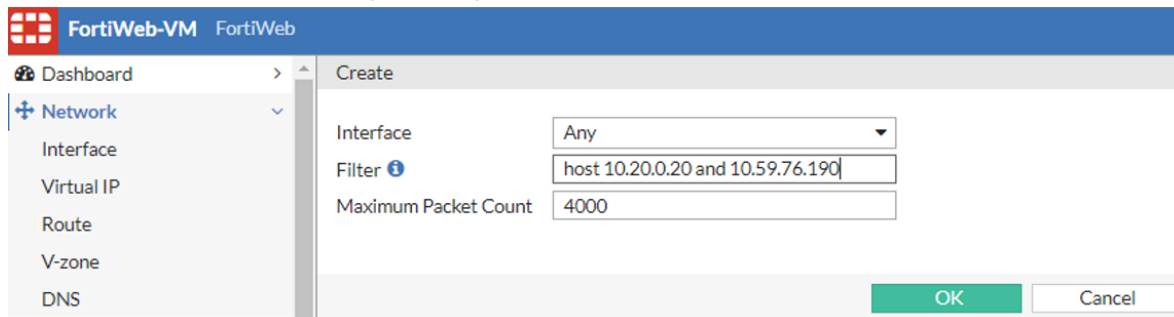 FortiWeb-VM FortiWeb
Dashboard
Create
Network
Interface
Virtual IP
Route
V-zone
DNS
Interface Any
Filter host 10.20.0.20 and 10.59.76.190
Maximum Packet Count 4000
OK Cancel